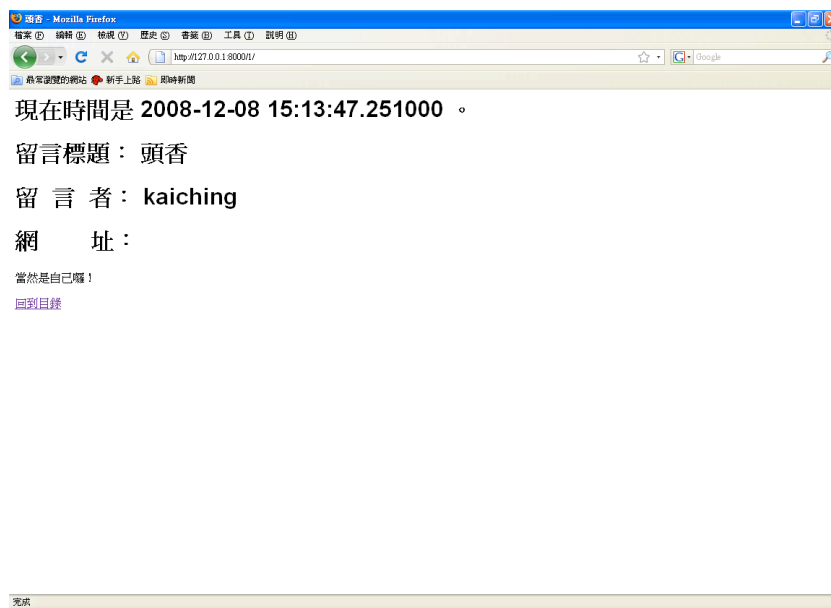 頭香 - Mozilla Firefox
檔案(F) 編輯(E) 檢視(V) 歷史(S) 書籤(B) 工具(T) 說明(H)
http://127.0.0.1:8000/1/ G Google
最常瀏覽的網站 新手上路 即時新聞
現在時間是 2008-12-08 15:13:47.251000 。
留言標題： 頭香
留 言 者： kaiching
網 址：
當然是自己囉！
回到目錄
完成